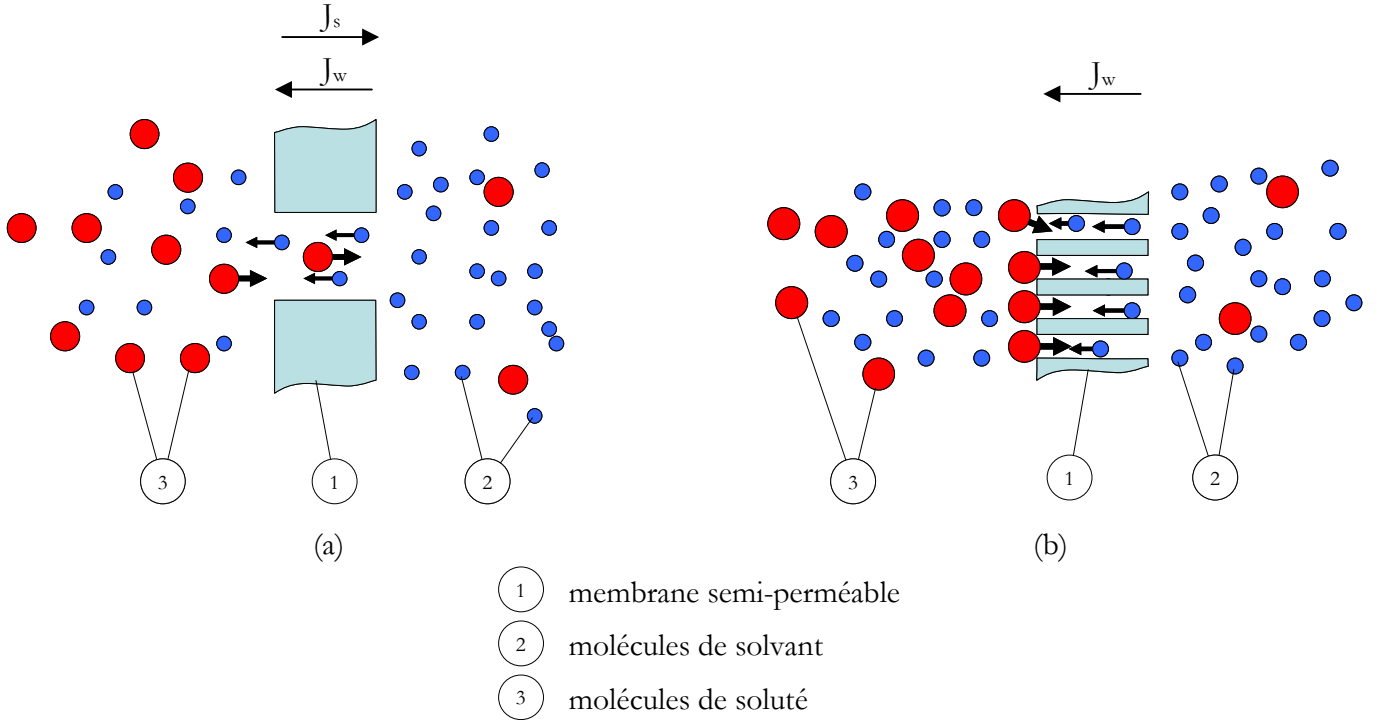 Js
Jw
Jw
3
1
2
3
1
2
(a)
(b)
1 membrane semi-perméable
2 molécules de solvant
3 molécules de soluté